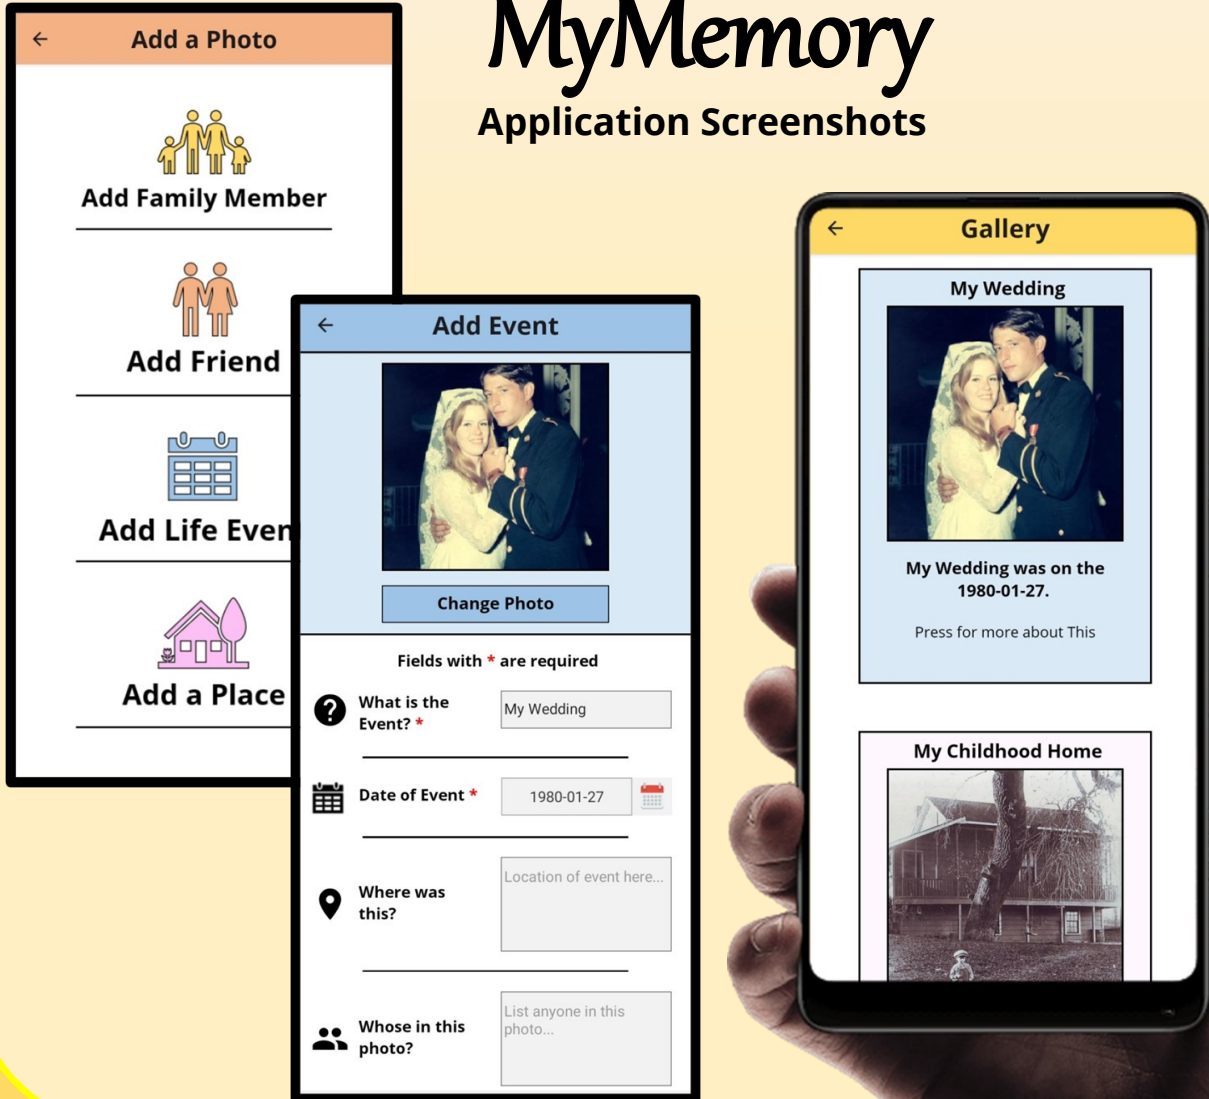 MyMemory
Application Screenshots
Add a Photo
Add Family Member
Add Friend
Add Life Even
Add a Place
Add Event
Change Photo
Fields with * are required
What is the
Event? *
My Wedding
Date of Event *
1980-01-27
Where was
this?
Location of event here...
Whose in this
photo?
List anyone in this
photo...
Gallery
My Wedding
My Wedding was on the
1980-01-27.
Press for more about This
My Childhood Home